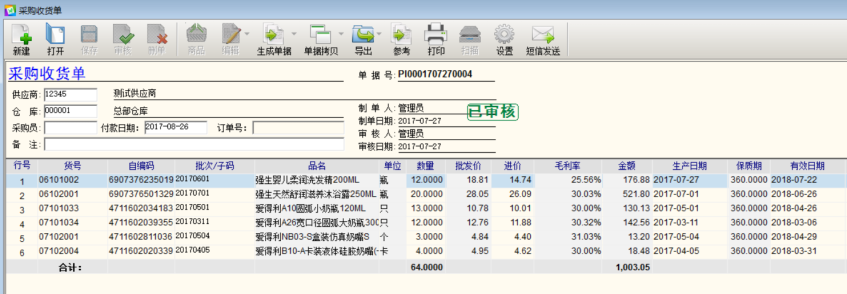 采购收货单
新建 打开 保存 审核 删单 商品 编辑 生成单据 单据拷贝 导出 参考 打印 扫描 设置 短信发送
采购收货单 单 据 号: PI0001707270004
供应商: 12345 测试供应商
仓 库: 000001 总部仓库 制 单 人: 管理员 已审核
采购员: 付款日期: 2017-08-26 订单号: 制单日期: 2017-07-27
审 核 人: 管理员
备 注: 审核日期: 2017-07-27
行号 货号 自编码 批次/子码 品名 单位 数量 批发价 进价 毛利率 金额 生产日期 保质期 有效日期
1 06101002 6907376235019 20170601 强生婴儿柔润洗发精200ML 瓶 12.0000 18.81 14.74 25.56% 176.88 2017-07-27 360.0000 2018-07-22
2 06102001 6907376501329 20170701 强生天然舒润滋养沐浴露250ML 瓶 20.0000 28.05 26.09 30.03% 521.80 2017-07-01 360.0000 2018-06-26
3 07101033 4711602034183 20170501 爱得利A10圆弧小奶瓶120ML 只 13.0000 10.78 10.01 30.00% 130.13 2017-05-01 360.0000 2018-04-26
4 07101034 4711602039355 20170311 爱得利A26宽口径圆弧大奶瓶300 只 12.0000 12.76 11.88 30.32% 142.56 2017-03-11 360.0000 2018-03-06
5 07102001 4711602811036 20170504 爱得利NB03-S盒装仿真奶嘴S 个 3.0000 4.84 4.40 31.03% 13.20 2017-05-04 360.0000 2018-04-29
6 07102004 4711602020339 20170405 爱得利B10-A卡装液体硅胶奶嘴( 卡 4.0000 4.95 4.62 30.00% 18.48 2017-04-05 360.0000 2018-03-31
合计: 64.0000 1,003.05